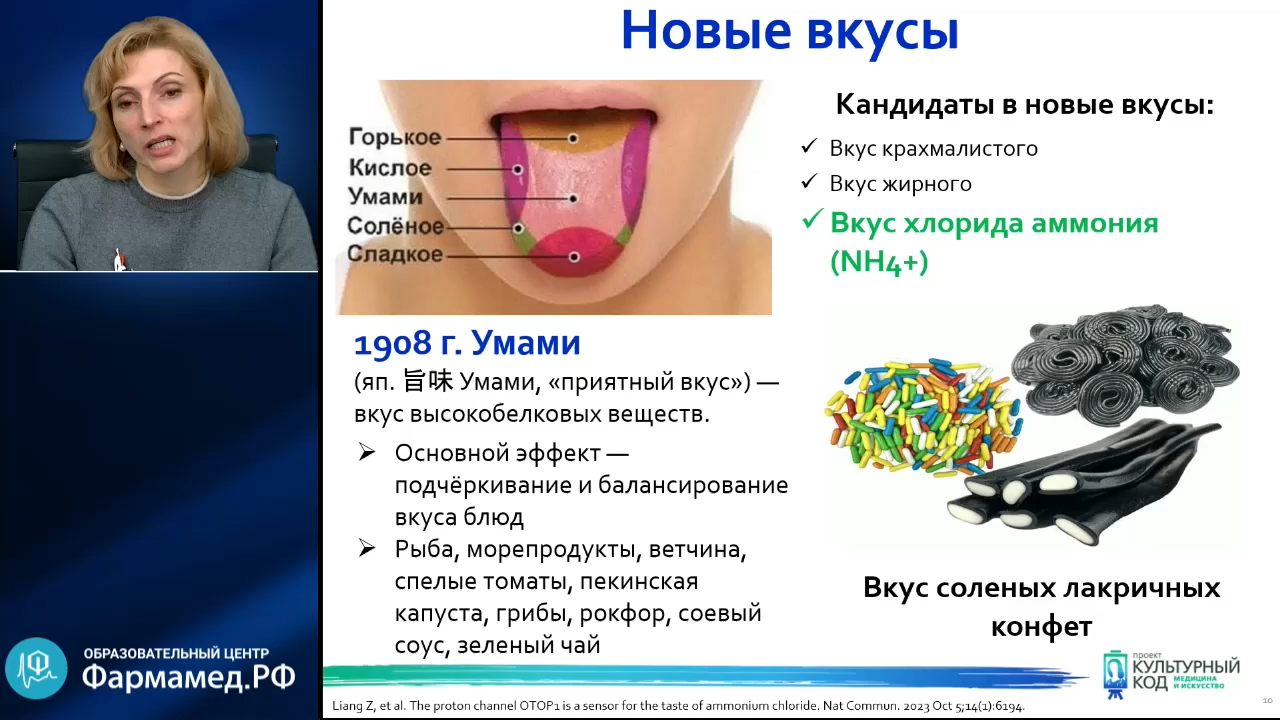 Новые вкусы
Горькое
Кислое
Умами
Солёное
Сладкое
1908 г. Умами
(яп. 旨味 Умами, «приятный вкус») —
вкус высокобелковых веществ.
Основной эффект —
подчёркивание и балансирование
вкуса блюд
Рыба, морепродукты, ветчина,
спелые томаты, пекинская
капуста, грибы, рокфор, соевый
соус, зеленый чай
Кандидаты в новые вкусы:
Вкус крахмалистого
Вкус жирного
Вкус хлорида аммония
(NH4+)
Вкус соленых лакричных
конфет
ОБРАЗОВАТЕЛЬНЫЙ ЦЕНТР
Фармамед.РФ
проект
КУЛЬТУРНЫЙ
КОД МЕДИЦИНА
И ИСКУССТВО
Liang Z, et al. The proton channel OTOP1 is a sensor for the taste of ammonium chloride. Nat Commun. 2023 Oct 5;14(1):6194.
10